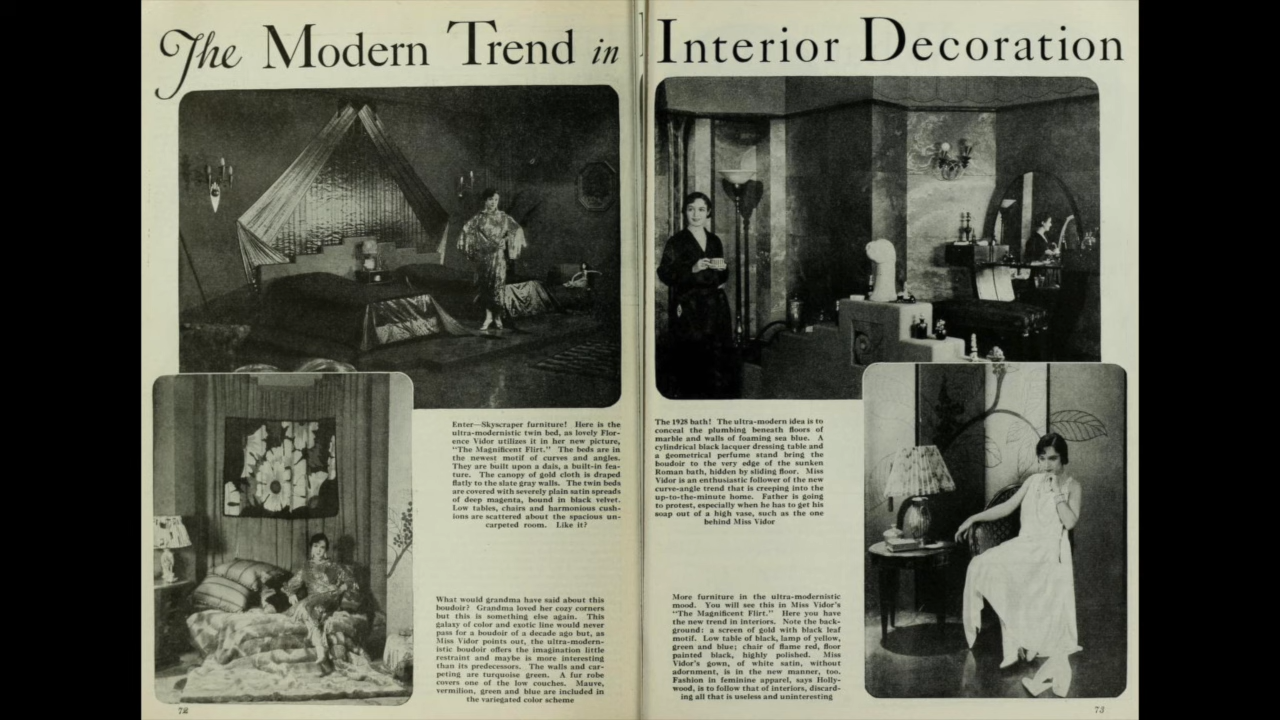 The Modern Trend in Interior Decoration
Enter—Skyscraper furniture! Here is the
ultra-modernistic twin bed, as lovely Flor-
ence Vidor utilizes it in her new picture,
"The Magnificent Flirt." The beds are in
the newest motif of curves and angles.
They are built upon a dais, a built-in fea-
ture. The canopy of gold cloth is draped
flatly to the slate gray walls. The twin beds
are covered with severely plain satin spreads
of deep magenta, bound in black velvet.
Low tables, chairs and harmonious cush-
ions are scattered about the spacious un-
carpeted room. Like it?
What would grandma have said about this
boudoir? Grandma loved her cozy corners
but this is something else again. This
galaxy of color and exotic line would never
pass for a boudoir of a decade ago but, as
Miss Vidor points out, the ultra-modern-
istic boudoir offers the imagination little
restraint and maybe is more interesting
than its predecessors. The walls and car-
peting are turquoise green. A fur robe
covers one of the low couches. Mauve,
vermilion, green and blue are included in
the variegated color scheme
72
The 1928 bath! The ultra-modern idea is to
conceal the plumbing beneath floors of
marble and walls of foaming sea blue. A
cylindrical black lacquer dressing table and
a geometrical perfume stand bring the
boudoir to the very edge of the sunken
Roman bath, hidden by sliding floor. Miss
Vidor is an enthusiastic follower of the new
curve-angle trend that is creeping into the
up-to-the-minute home. Father is going
to protest, especially when he has to get his
soap out of a high vase, such as the one
behind Miss Vidor
More furniture in the ultra-modernistic
mood. You will see this in Miss Vidor's
"The Magnificent Flirt." Here you have
the new trend in interiors. Note the back-
ground: a screen of gold with black leaf
motif. Low table of black, lamp of yellow,
green and blue; chair of flame red, floor
painted black, highly polished. Miss
Vidor's gown, of white satin, without
adornment, is in the new manner, too.
Fashion in feminine apparel, says Holly-
wood, is to follow that of interiors, discard-
ing all that is useless and uninteresting
73